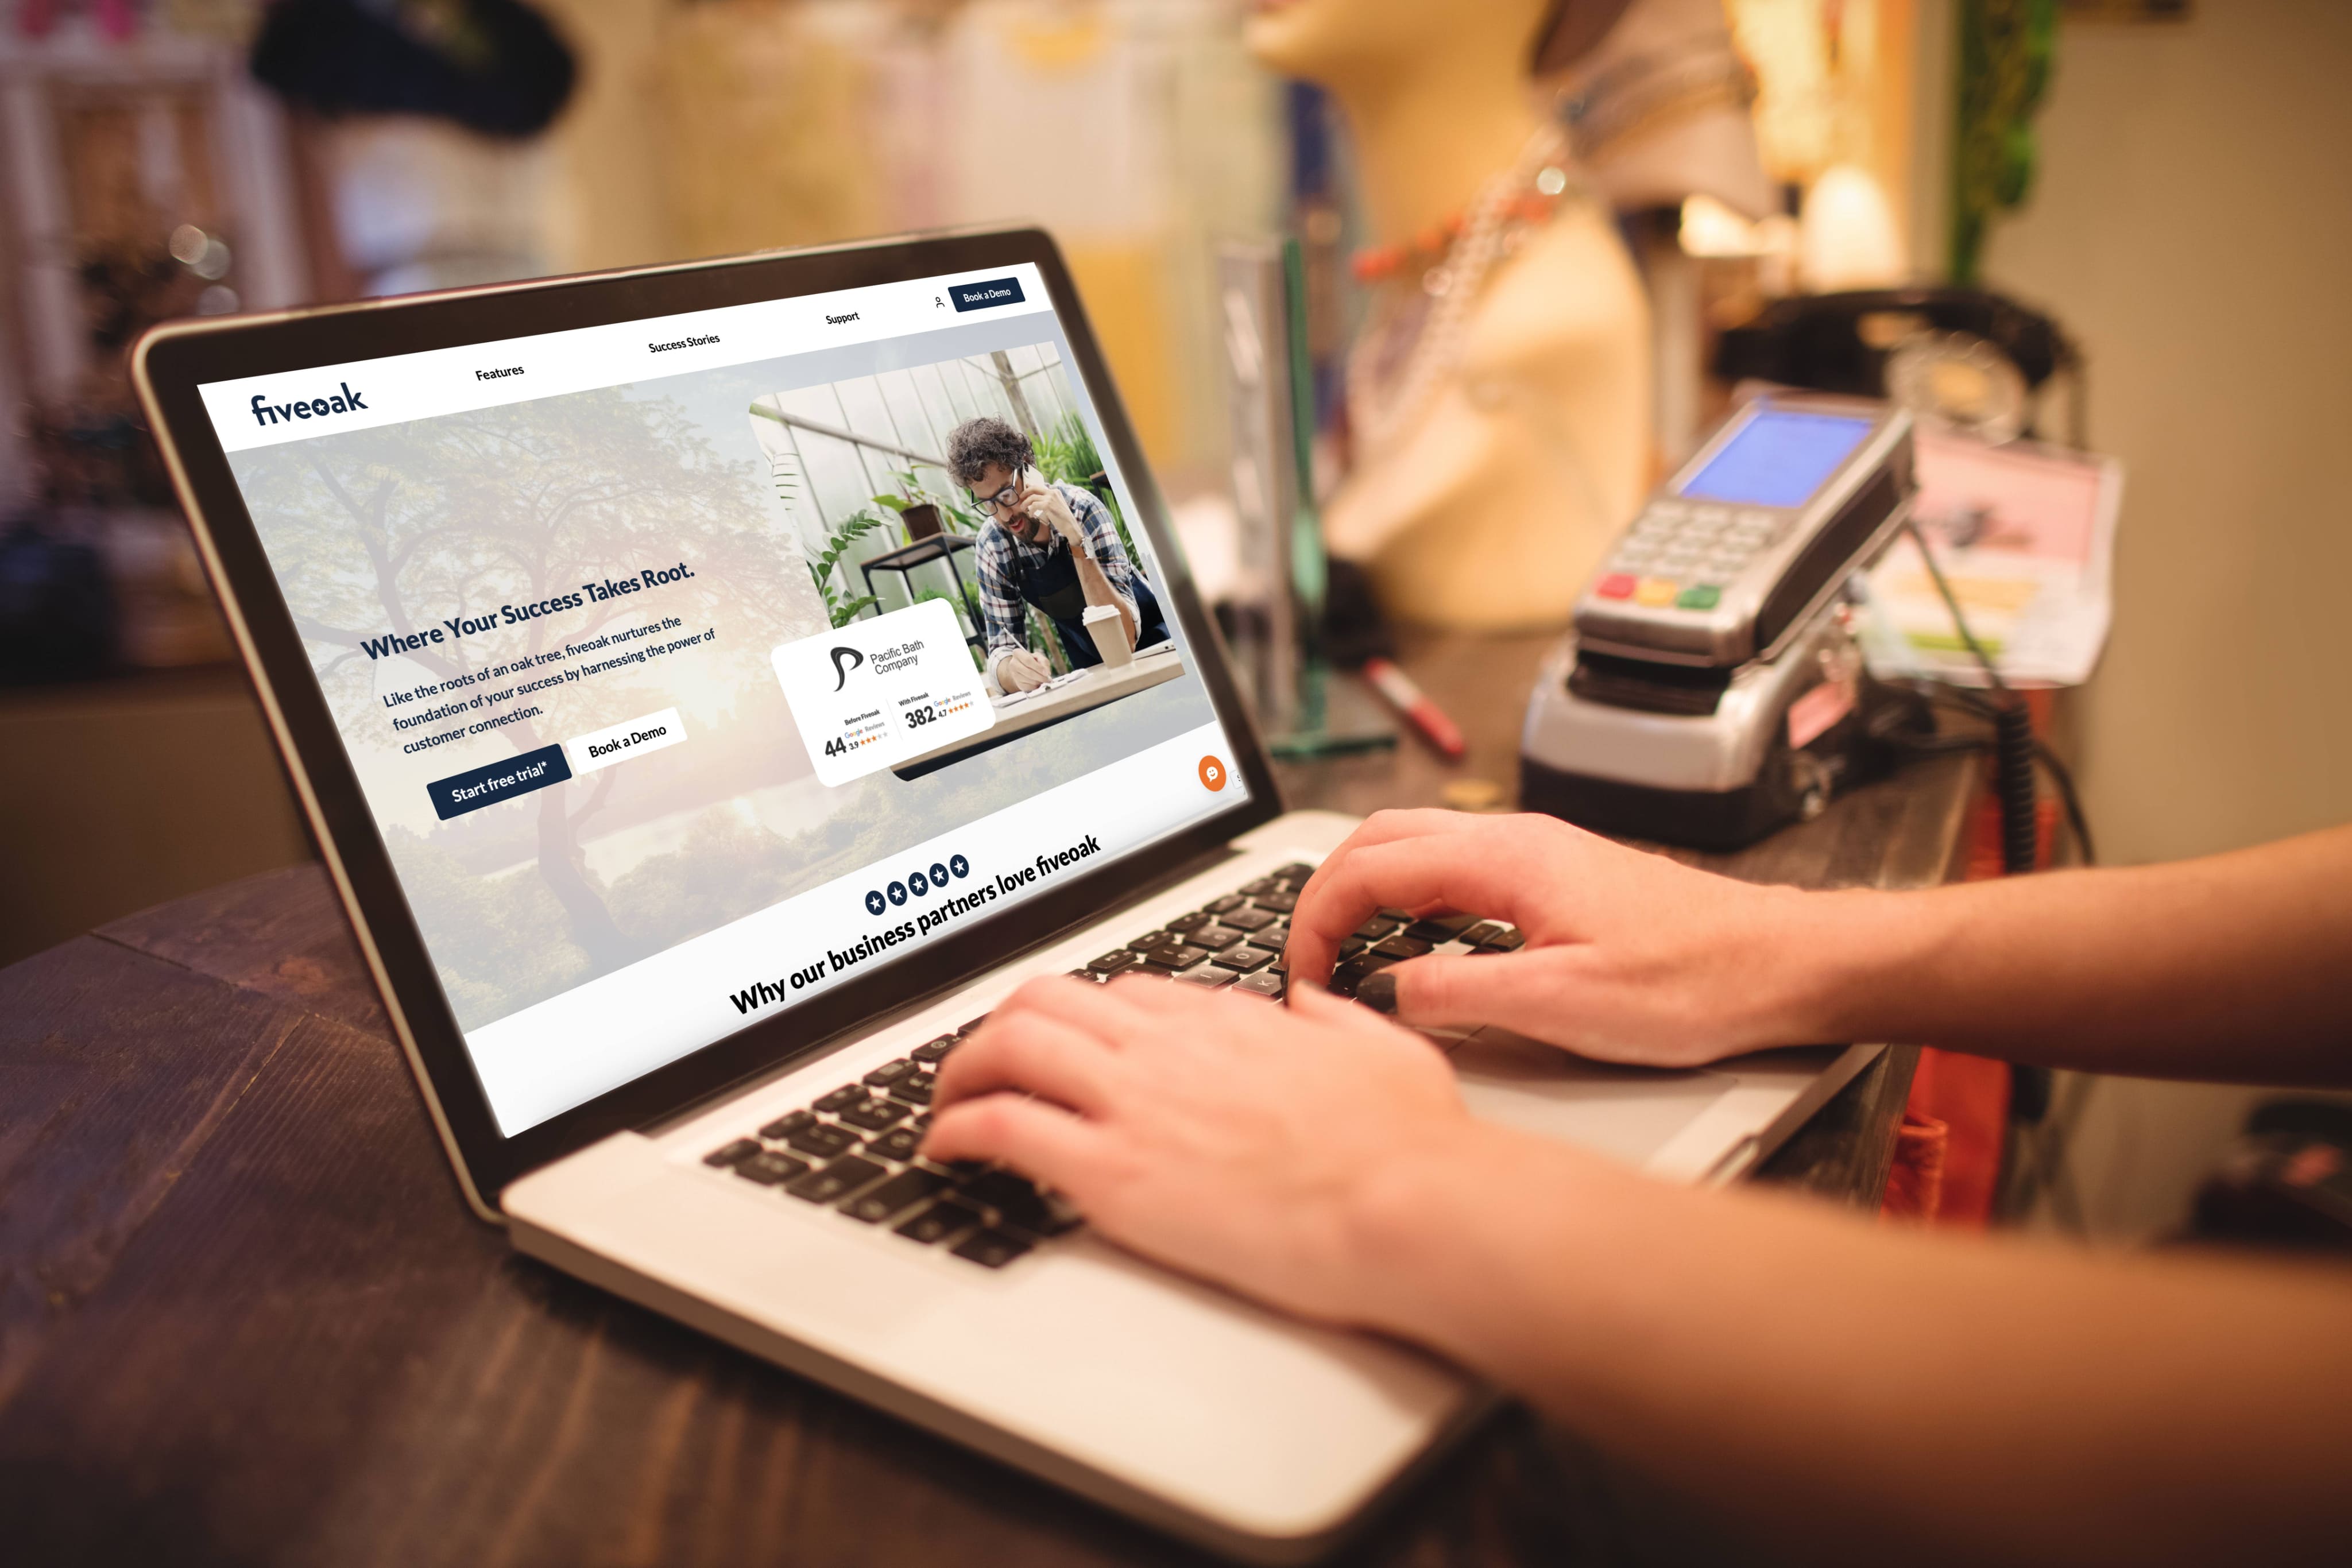 fiveoak
Features
Success Stories
Support
Book a Demo
Where Your Success Takes Root.
Like the roots of an oak tree, fiveoak nurtures the
foundation of your success by harnessing the power of
customer connection.
Start free trial*
Book a Demo
Pacific Bath
Company
Before Fiveoak
44 Google Reviews
3.9
With Fiveoak
382 Google Reviews
4.7
Why our business partners love fiveoak